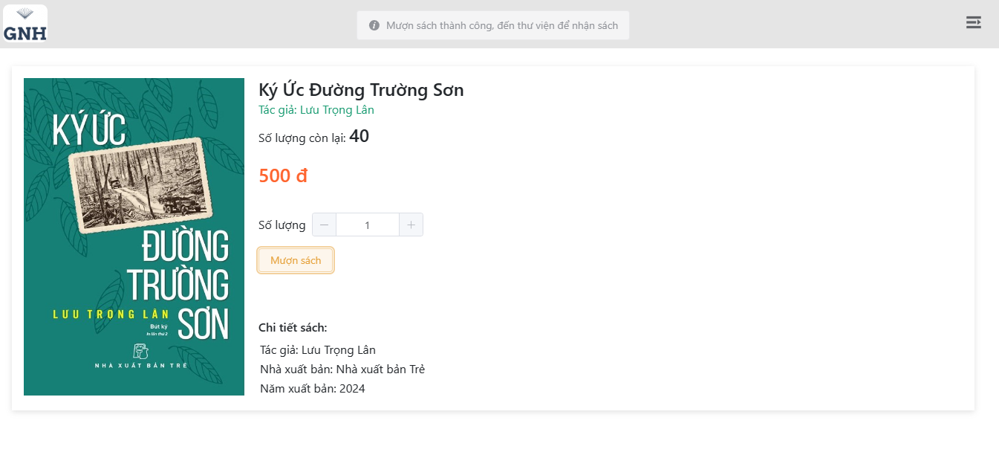 GNH
Mượn sách thành công, đến thư viện để nhận sách
KÝ ỨC
ĐƯỜNG
TRƯỜNG
SƠN
LƯU TRỌNG LÂN
Bút ký
In lần thứ 2
NHÀ XUẤT BẢN TRẺ
Ký Ức Đường Trường Sơn
Tác giả: Lưu Trọng Lân
Số lượng còn lại: 40
500 đ
Số lượng 1
Mượn sách
Chi tiết sách:
Tác giả: Lưu Trọng Lân
Nhà xuất bản: Nhà xuất bản Trẻ
Năm xuất bản: 2024